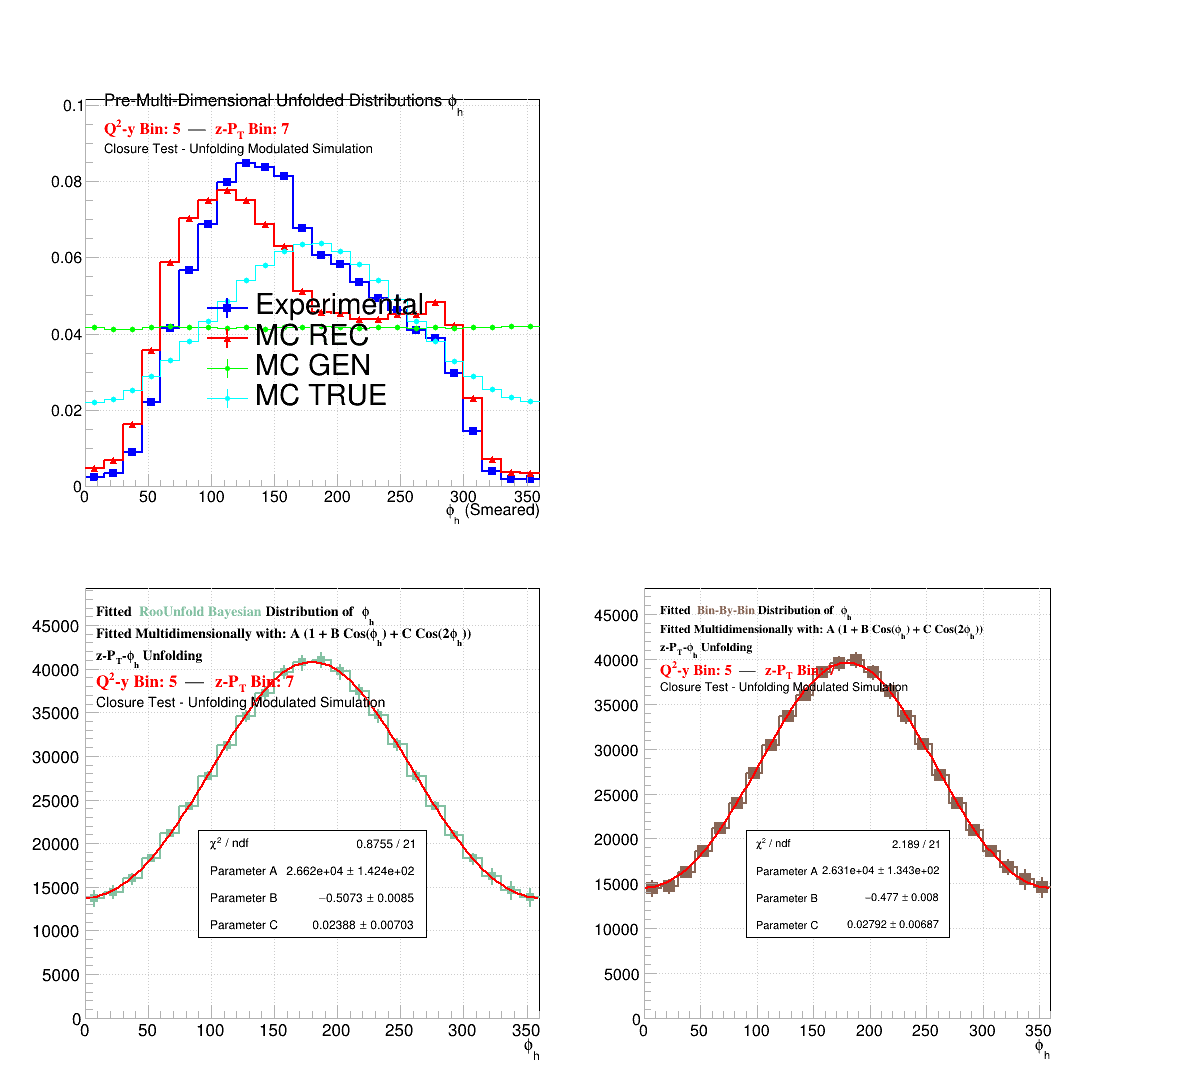 Pre-Multi-Dimensional Unfolded Distributions ϕh
Q²-y Bin: 5 — z-PT Bin: 7
Closure Test - Unfolding Modulated Simulation
0.1
0.08
0.06
0.04
0.02
0
Experimental
MC REC
MC GEN
MC TRUE
0 50 100 150 200 250 300 350
ϕh (Smeared)
Fitted RooUnfold Bayesian Distribution of ϕh
Fitted Multidimensionally with: A (1 + B Cos(ϕh) + C Cos(2ϕh))
z-PT-ϕh Unfolding
Q²-y Bin: 5 — z-PT Bin: 7
Closure Test - Unfolding Modulated Simulation
45000
40000
35000
30000
25000
20000
15000
10000
5000
0
χ² / ndf 0.8755 / 21
Parameter A 2.662e+04 ± 1.424e+02
Parameter B −0.5073 ± 0.0085
Parameter C 0.02388 ± 0.00703
0 50 100 150 200 250 300 350
ϕh
Fitted Bin-By-Bin Distribution of ϕh
Fitted Multidimensionally with: A (1 + B Cos(ϕh) + C Cos(2ϕh))
z-PT-ϕh Unfolding
Q²-y Bin: 5 — z-PT Bin: 7
Closure Test - Unfolding Modulated Simulation
45000
40000
35000
30000
25000
20000
15000
10000
5000
0
χ² / ndf 2.189 / 21
Parameter A 2.631e+04 ± 1.343e+02
Parameter B −0.477 ± 0.008
Parameter C 0.02792 ± 0.00687
0 50 100 150 200 250 300 350
ϕh